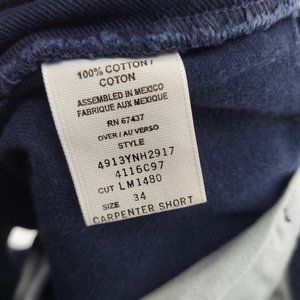 100% COTTON/
COTON
ASSEMBLED IN MEXICO
FABRIQUE AUX MEXIQUE
RN 67437
OVER/AU VERSO
STYLE
4913YNH2917
4116C97
CUT LM1480
SIZE 34
CARPENTER SHORT